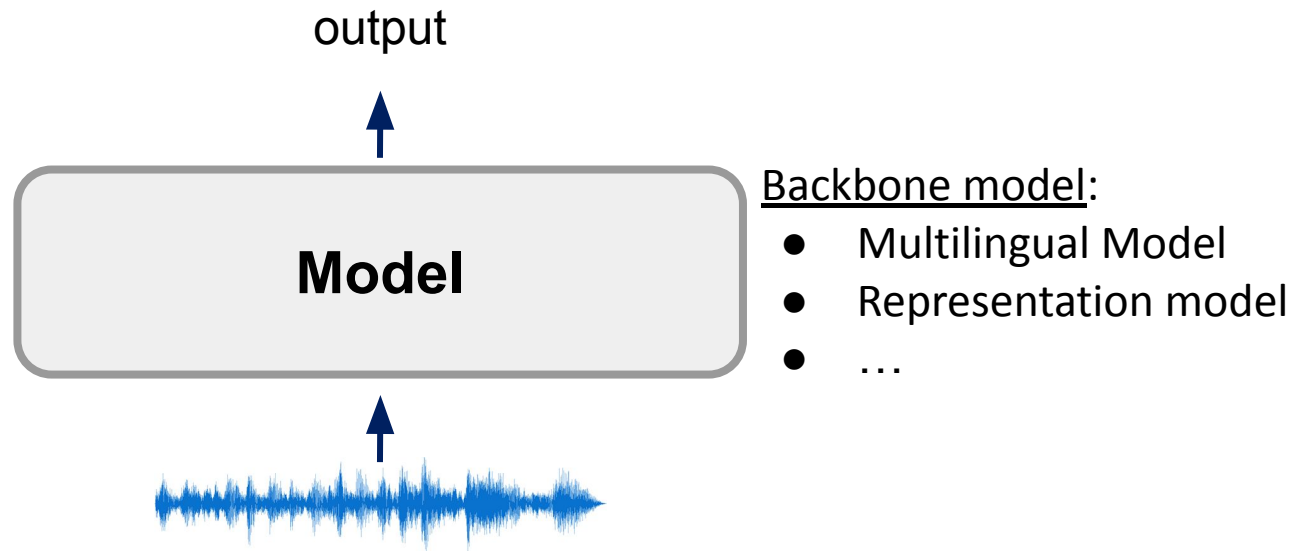 output
Model
Backbone model:
● Multilingual Model
● Representation model
● …